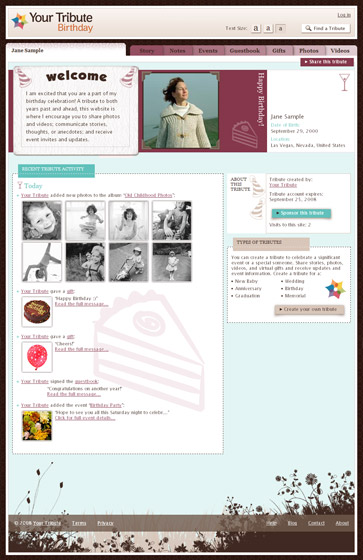 Your Tribute
Birthday
Log in
Text Size: a a a
Find a Tribute
Jane Sample
Story Notes Events Guestbook Gifts Photos Videos
Share this tribute
welcome
I am excited that you are a part of my
birthday celebration! A tribute to both
years past and ahead, this website is
where I encourage you to share photos
and videos; communicate stories,
thoughts, or anecdotes; and receive
event invites and updates.
Happy Birthday!
Jane Sample
Date of Birth
September 25, 2000
Location
Las Vegas, Nevada, United States
RECENT TRIBUTE ACTIVITY
Today
Your Tribute added new photos to the album: "Old Childhood Photos"
Your Tribute gave a gift:
"Happy Birthday :)"
Read the full message...
Your Tribute gave a gift:
"Cheers!"
Read the full message...
Your Tribute signed the guestbook:
"Congratulations on another year!"
Read the full message...
Your Tribute added the event "Birthday Party"
"Hope to see you all this Saturday night to celebr..."
Click for event details...
ABOUT
THIS
TRIBUTE
Tribute created by:
Your Tribute
Tribute account expires:
September 25, 2008
Sponsor this tribute
Visits to this site: 2
TYPES OF TRIBUTES
You can create a tribute to celebrate a significant
event or a special someone. Share stories, photos,
videos, and virtual gifts and receive updates and
event information. Create a tribute for a:
New Baby
Anniversary
Graduation
Wedding
Birthday
Memorial
Create your own tribute
© 2008 Your Tribute Terms Privacy
Blog Contact About